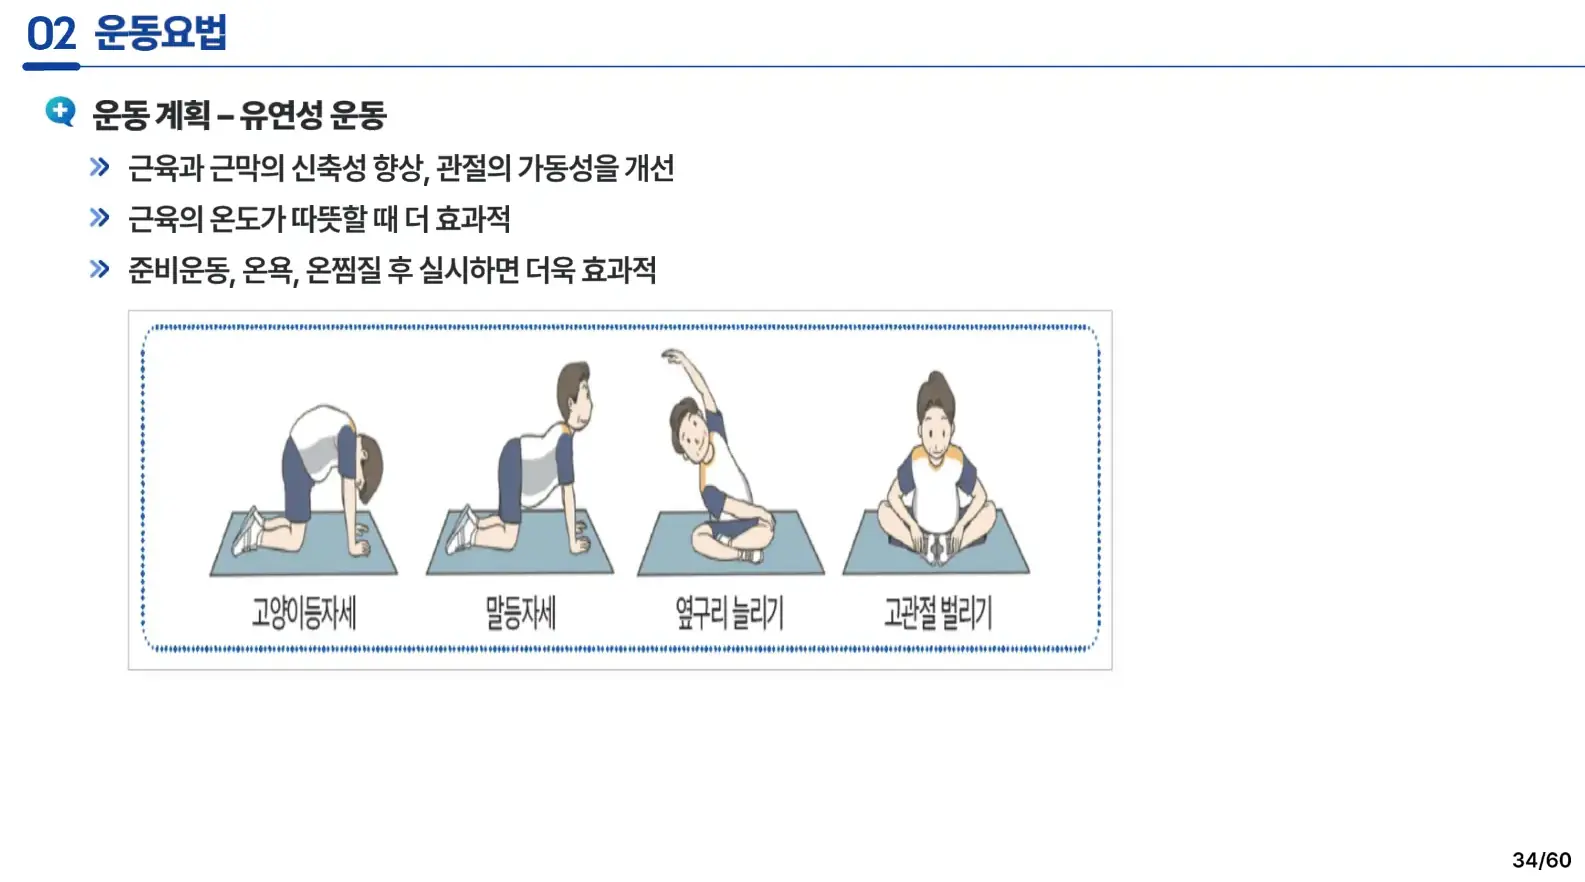 02 운동요법
운동 계획 – 유연성 운동
근육과 근막의 신축성 향상, 관절의 가동성을 개선
근육의 온도가 따뜻할 때 더 효과적
준비운동, 온욕, 온찜질 후 실시하면 더욱 효과적
고양이등자세
말등자세
옆구리 늘리기
고관절 벌리기
34/60